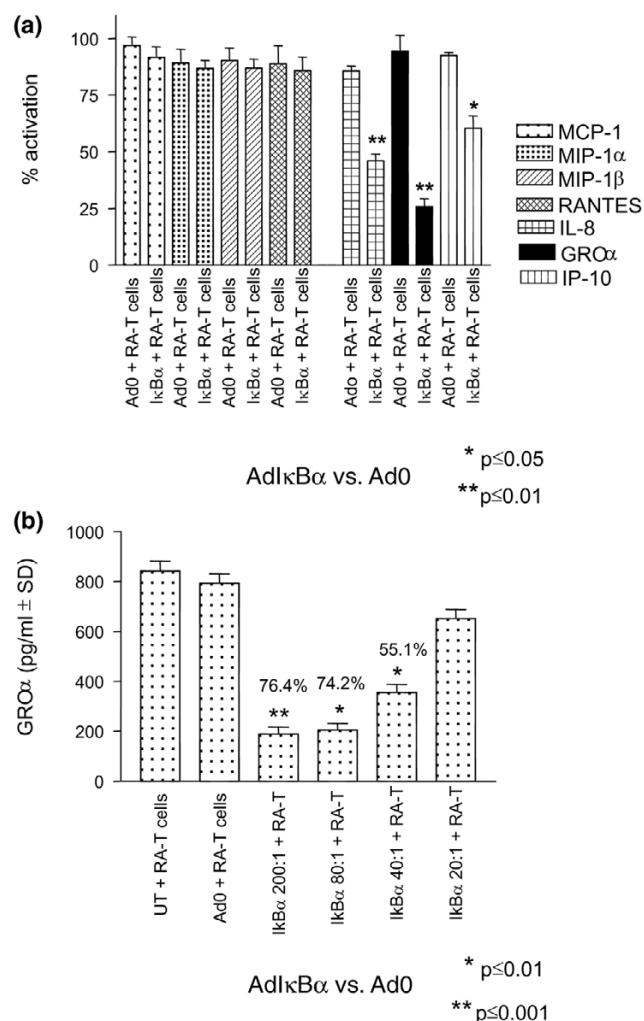 (a)
% activation
100
75
50
25
0
**
**
*
Ad0 + RA-T cells
IκBα + RA-T cells
Ad0 + RA-T cells
IκBα + RA-T cells
Ad0 + RA-T cells
IκBα + RA-T cells
Ad0 + RA-T cells
IκBα + RA-T cells
Ado + RA-T cells
IκBα + RA-T cells
Ad0 + RA-T cells
IκBα + RA-T cells
Ad0 + RA-T cells
IκBα + RA-T cells
MCP-1
MIP-1α
MIP-1β
RANTES
IL-8
GROα
IP-10
AdIκBα vs. Ad0
* p≤0.05
**p≤0.01
(b)
GROα (pg/ml ± SD)
1000
800
600
400
200
0
76.4%
**
74.2%
*
55.1%
*
UT + RA-T cells
Ad0 + RA-T cells
IkBα 200:1 + RA-T
IkBα 80:1 + RA-T
IkBα 40:1 + RA-T
IkBα 20:1 + RA-T
AdIκBα vs. Ad0
* p≤0.01
** p≤0.001